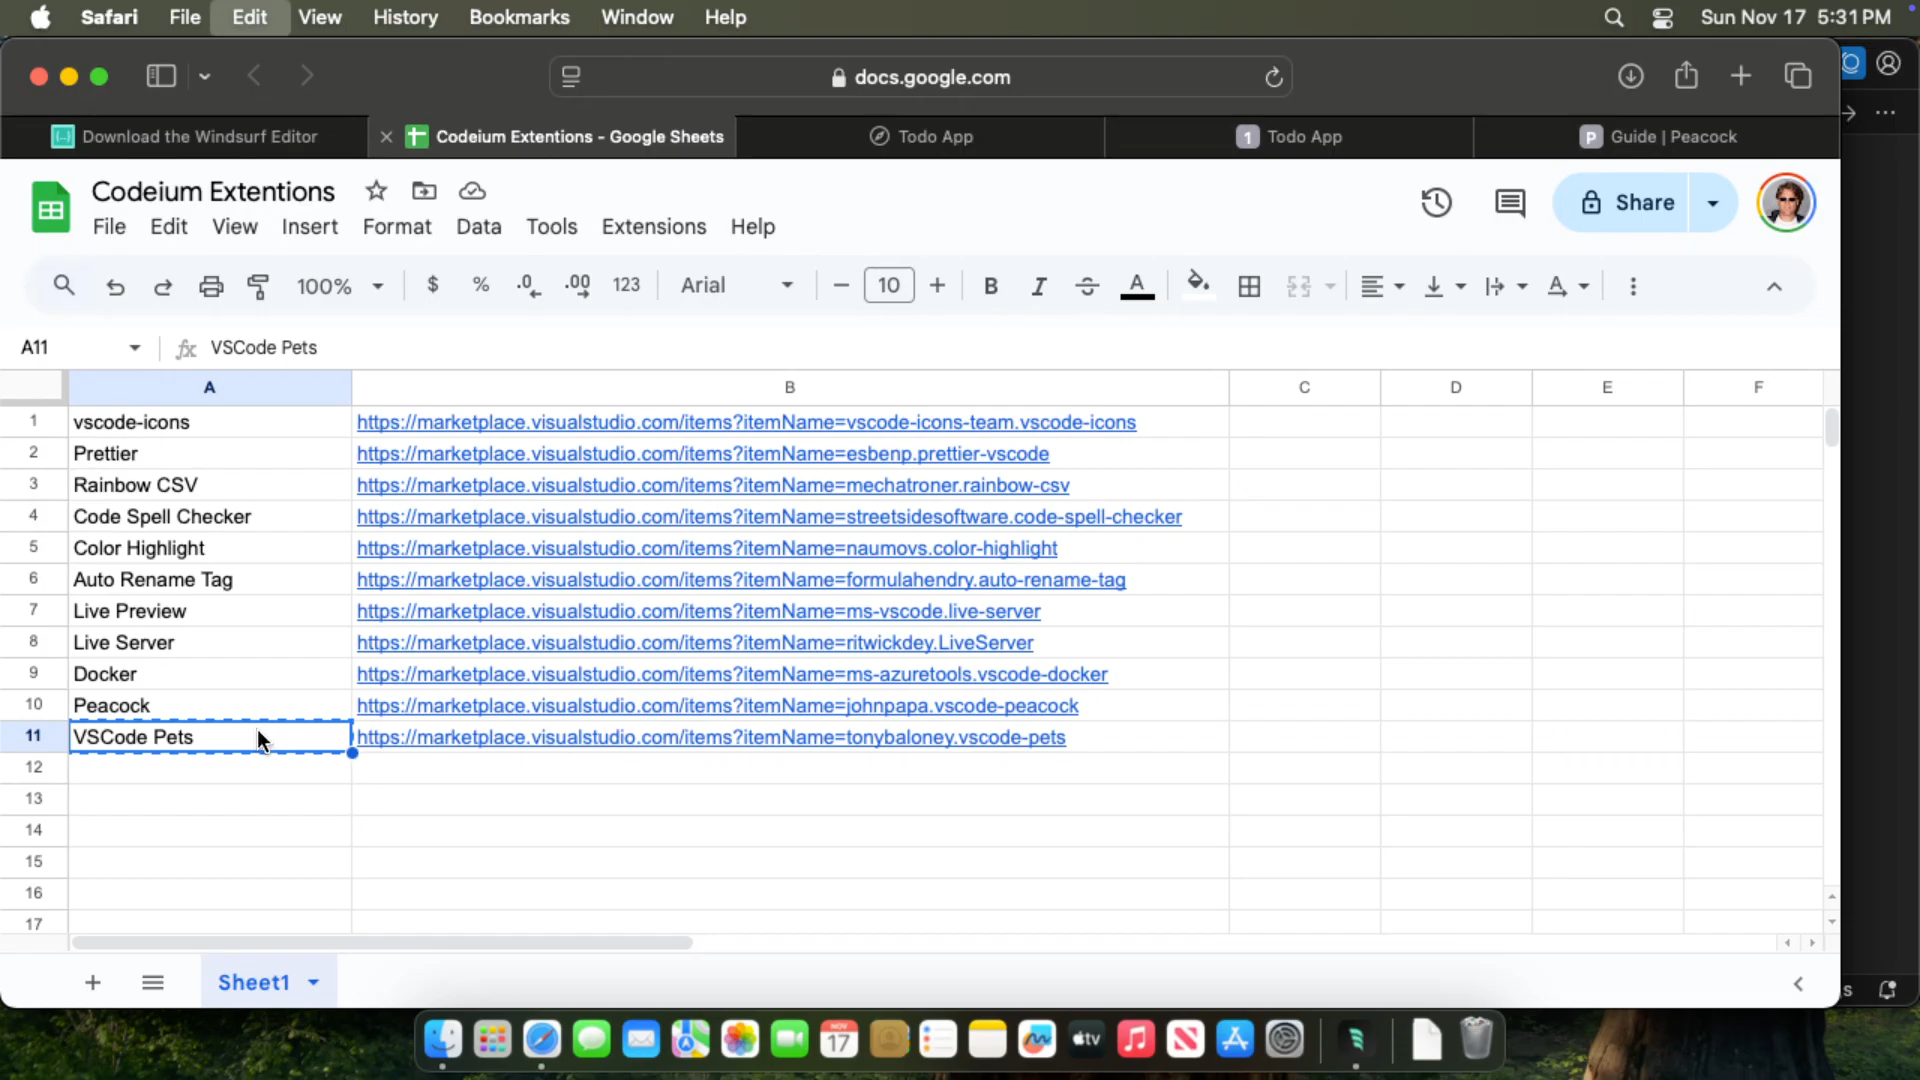 Safari File Edit View History Bookmarks Window Help Sun Nov 17 5:31 PM
docs.google.com
Download the Windsurf Editor Codeium Extentions - Google Sheets Todo App 1 Todo App P Guide | Peacock
Codeium Extentions
Share
File Edit View Insert Format Data Tools Extensions Help
100% $ % .0 .00 123 Arial 10 B I A A
A11 fx VSCode Pets
A B C D E F
1 vscode-icons https://marketplace.visualstudio.com/items?itemName=vscode-icons-team.vscode-icons
2 Prettier https://marketplace.visualstudio.com/items?itemName=esbenp.prettier-vscode
3 Rainbow CSV https://marketplace.visualstudio.com/items?itemName=mechatroner.rainbow-csv
4 Code Spell Checker https://marketplace.visualstudio.com/items?itemName=streetsidesoftware.code-spell-checker
5 Color Highlight https://marketplace.visualstudio.com/items?itemName=naumovs.color-highlight
6 Auto Rename Tag https://marketplace.visualstudio.com/items?itemName=formulahendry.auto-rename-tag
7 Live Preview https://marketplace.visualstudio.com/items?itemName=ms-vscode.live-server
8 Live Server https://marketplace.visualstudio.com/items?itemName=ritwickdey.LiveServer
9 Docker https://marketplace.visualstudio.com/items?itemName=ms-azuretools.vscode-docker
10 Peacock https://marketplace.visualstudio.com/items?itemName=johnpapa.vscode-peacock
11 VSCode Pets https://marketplace.visualstudio.com/items?itemName=tonybaloney.vscode-pets
12
13
14
15
16
17
Sheet1
s
NOV
17
tv